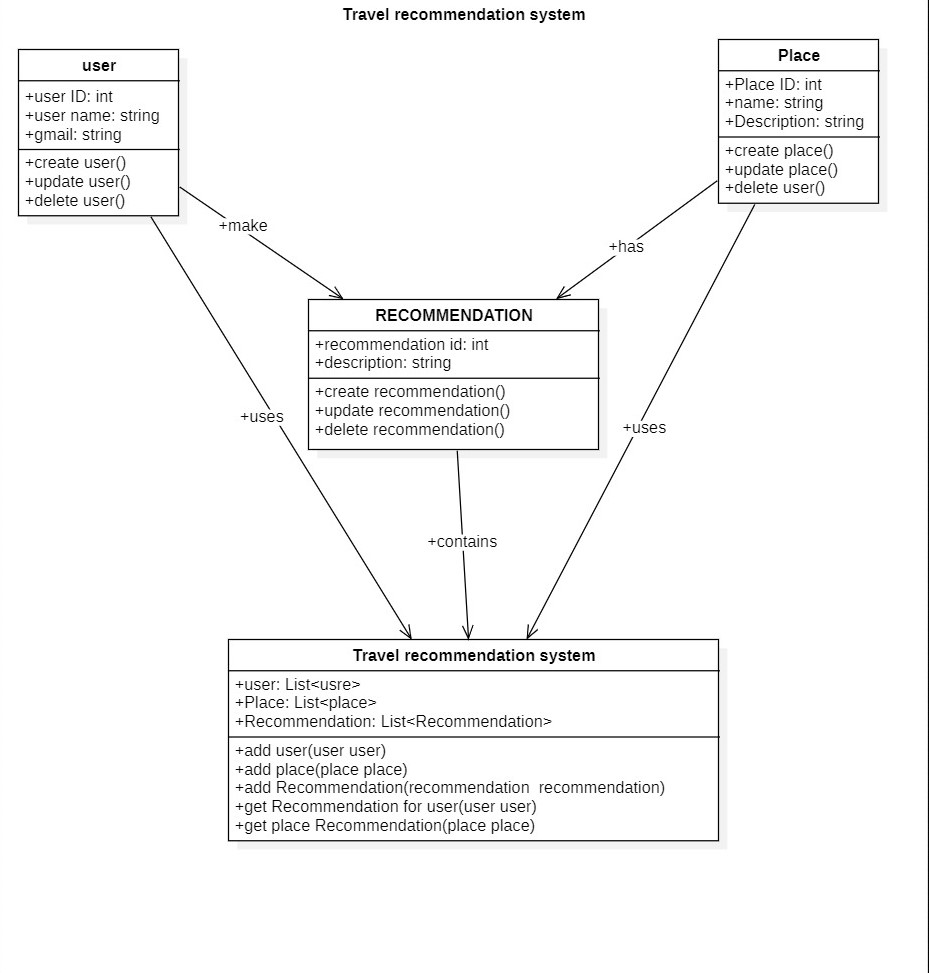 Travel recommendation system
user
+user ID: int
+user name: string
+gmail: string
+create user()
+update user()
+delete user()
Place
+Place ID: int
+name: string
+Description: string
+create place()
+update place()
+delete user()
+make
+has
RECOMMENDATION
+recommendation id: int
+description: string
+create recommendation()
+update recommendation()
+delete recommendation()
+uses
+uses
+contains
Travel recommendation system
+user: List<usre>
+Place: List<place>
+Recommendation: List<Recommendation>
+add user(user user)
+add place(place place)
+add Recommendation(recommendation  recommendation)
+get Recommendation for user(user user)
+get place Recommendation(place place)